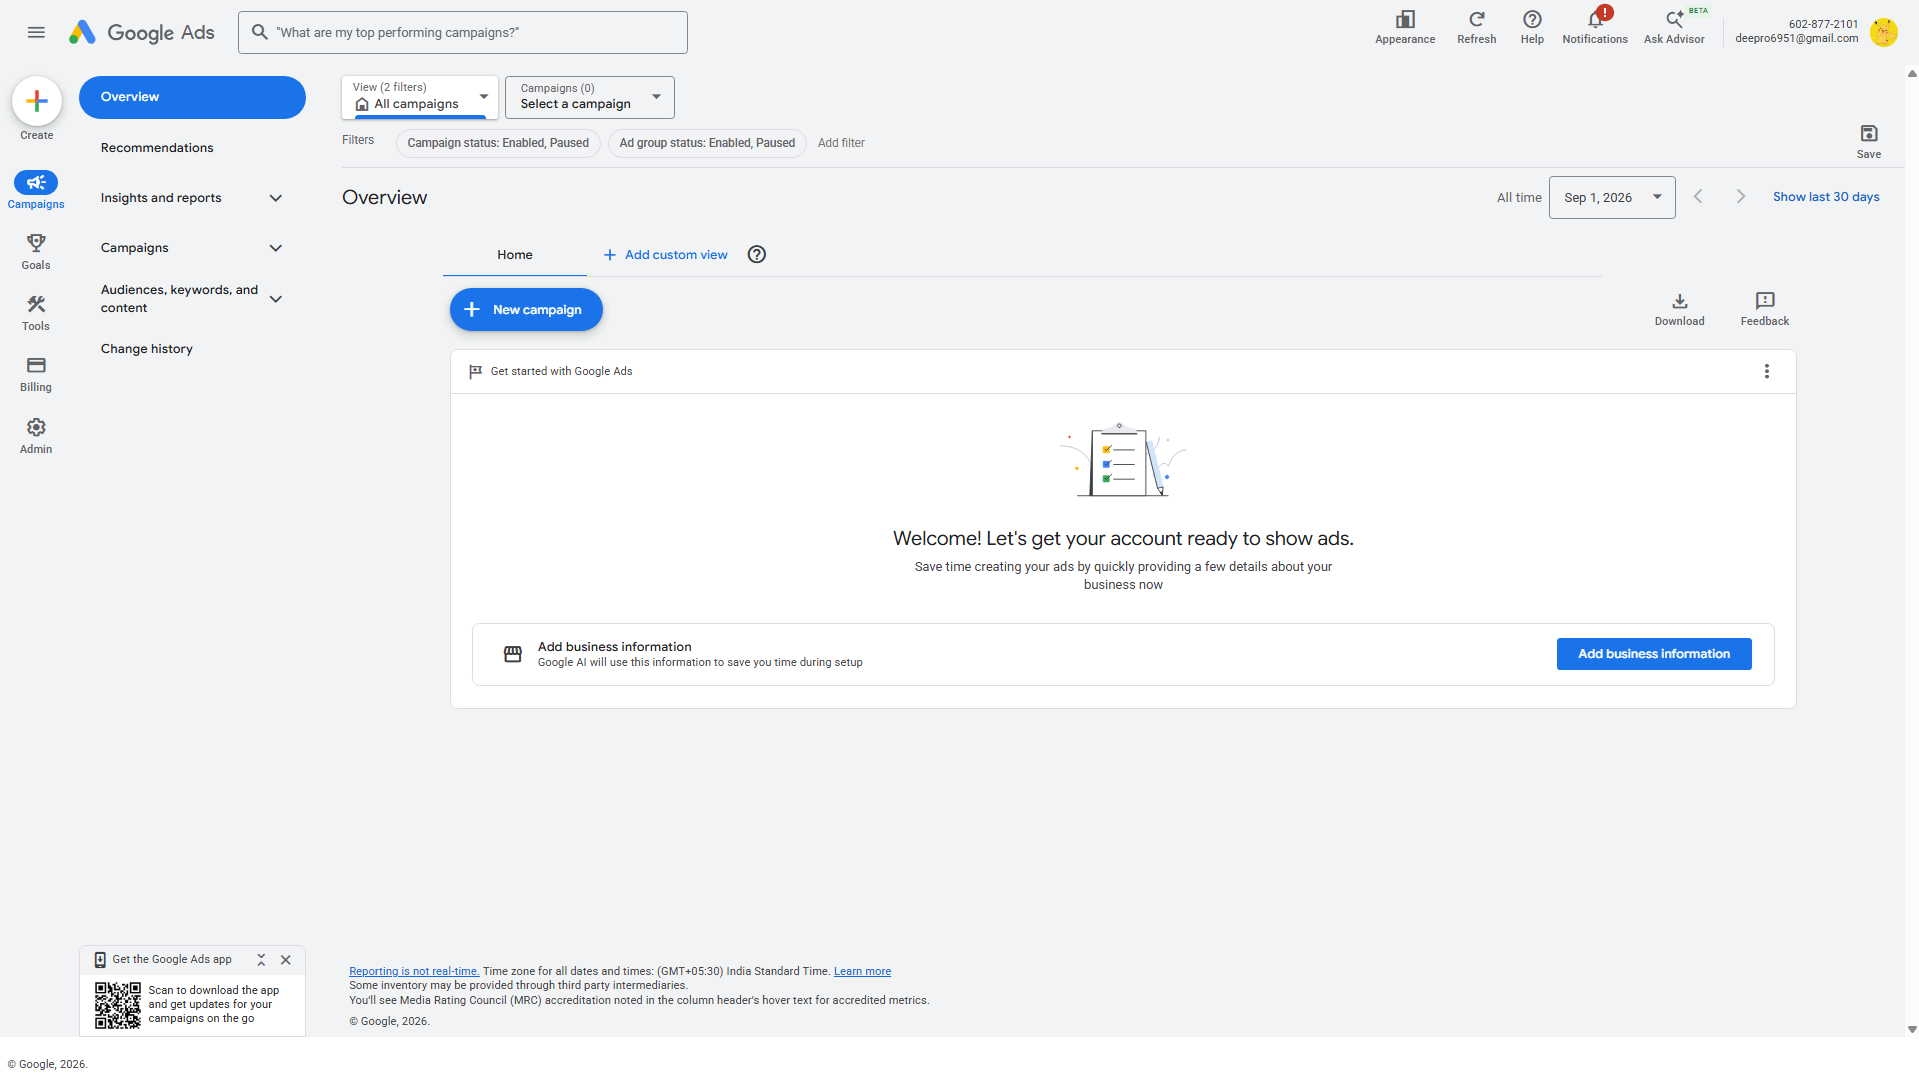 Google Ads
"What are my top performing campaigns?"
Appearance
Refresh
Help
!
Notifications
BETA
Ask Advisor
602-877-2101
deepro6951@gmail.com
Create
Campaigns
Goals
Tools
Billing
Admin
Overview
Recommendations
Insights and reports
Campaigns
Audiences, keywords, and
content
Change history
View (2 filters)
All campaigns
Campaigns (0)
Select a campaign
Filters
Campaign status: Enabled, Paused
Ad group status: Enabled, Paused
Add filter
Save
Overview
All time
Sep 1, 2026
Show last 30 days
Home
Add custom view
New campaign
Download
Feedback
Get started with Google Ads
Welcome! Let's get your account ready to show ads.
Save time creating your ads by quickly providing a few details about your
business now
Add business information
Google AI will use this information to save you time during setup
Add business information
Get the Google Ads app
Scan to download the app
and get updates for your
campaigns on the go
Reporting is not real-time. Time zone for all dates and times: (GMT+05:30) India Standard Time. Learn more
Some inventory may be provided through third party intermediaries.
You'll see Media Rating Council (MRC) accreditation noted in the column header's hover text for accredited metrics.
© Google, 2026.
© Google, 2026.